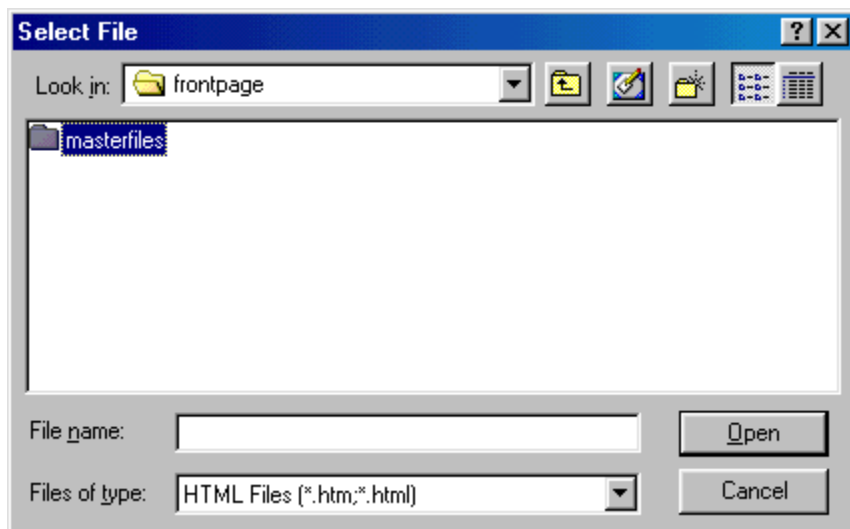 Select File
Look in: frontpage
masterfiles
File name:
Open
Files of type: HTML Files (*.htm;*.html)
Cancel